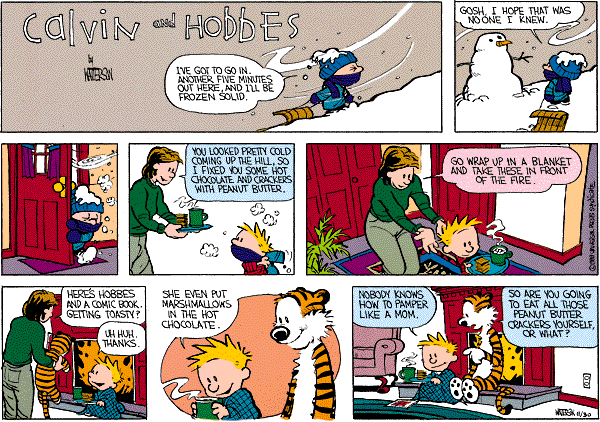 Calvin and HobbEs
by
WATERSON
I'VE GOT TO GO IN.
ANOTHER FIVE MINUTES
OUT HERE, AND I'LL BE
FROZEN SOLID.
GOSH, I HOPE THAT WAS
NO ONE I KNEW.
YOU LOOKED PRETTY COLD
COMING UP THE HILL, SO
I FIXED YOU SOME HOT
CHOCOLATE AND CRACKERS
WITH PEANUT BUTTER.
GO WRAP UP IN A BLANKET
AND TAKE THESE IN FRONT
OF THE FIRE.
HERE'S HOBBES
AND A COMIC BOOK.
GETTING TOASTY?
UH HUH.
THANKS.
SHE EVEN PUT
MARSHMALLOWS
IN THE HOT
CHOCOLATE.
NOBODY KNOWS
HOW TO PAMPER
LIKE A MOM.
SO ARE YOU GOING
TO EAT ALL THOSE
PEANUT BUTTER
CRACKERS YOURSELF,
OR WHAT?
WATERSON 11/30